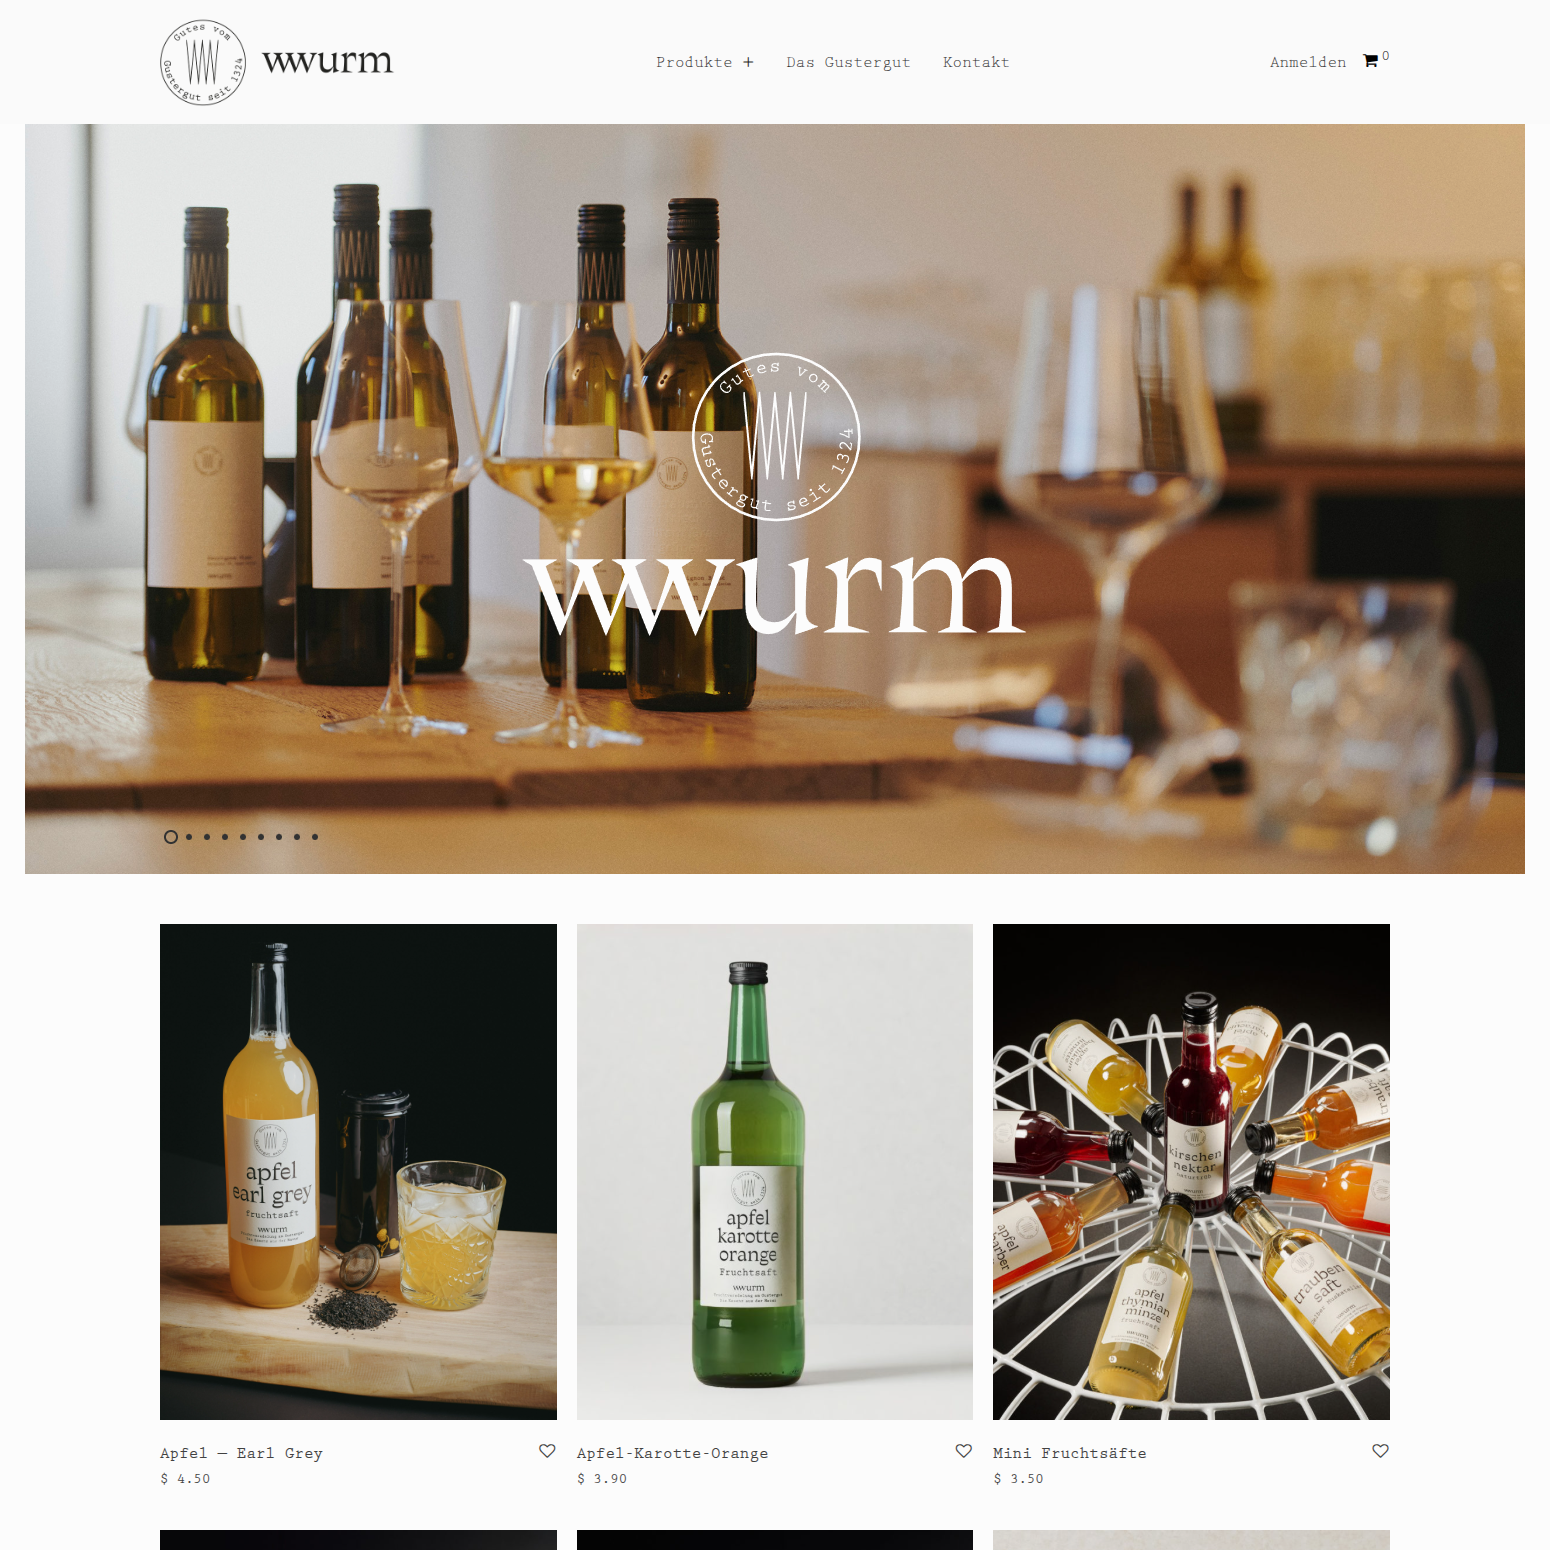 Gutes vom
Gustergut seit 1324
wwurm
Produkte +
Das Gustergut
Kontakt
Anmelden
0
Gutes vom
Gustergut seit 1324
wwurm
apfel
earl grey
fruchtsaft
wwurm
apfel
karotte
orange
Fruchtsaft
wwurm
kirschen
nektar
apfel
thymian
minze
fruchtsaft
trauben
saft
Apfel — Earl Grey
$ 4.50
Apfel-Karotte-Orange
$ 3.90
Mini Fruchtsäfte
$ 3.50